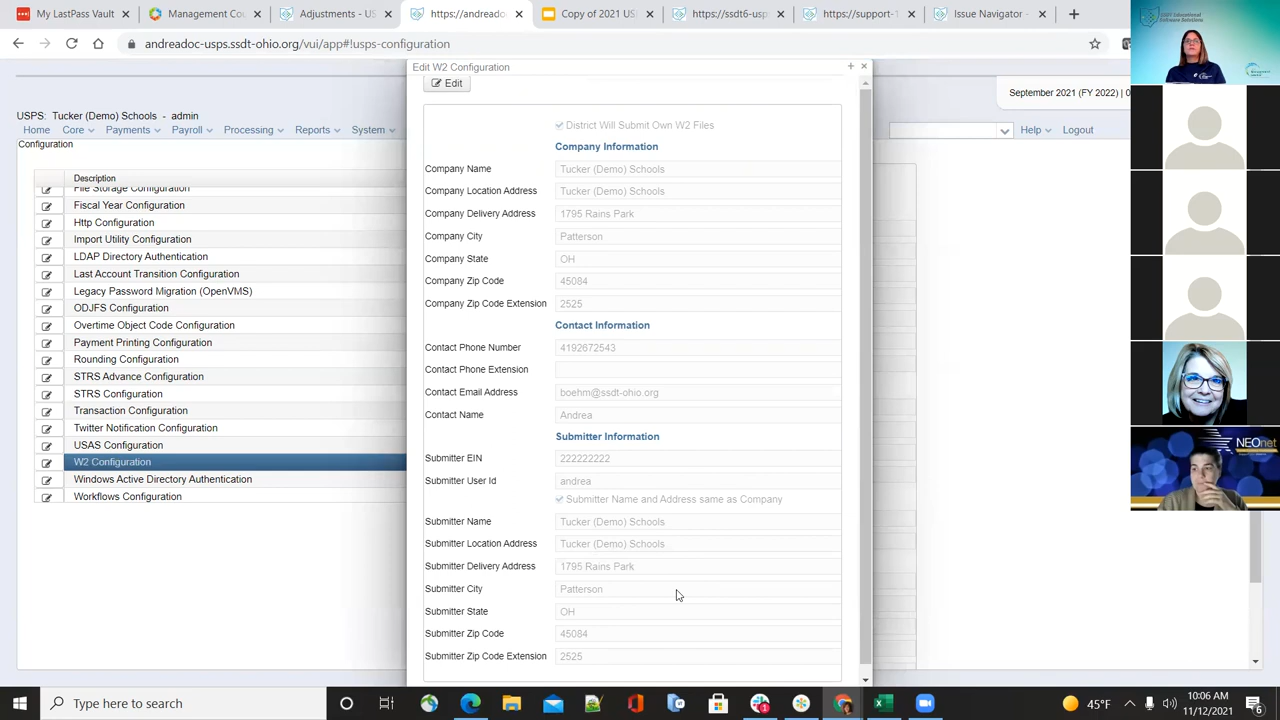 My LastPass Vault
Management Co
Adjustments - US
https://andread
Copy of 2021 US
https://support-1
Issue Navigator -
andreadoc-usps.ssdt-ohio.org/vui/app#!usps-configuration
SSDT Educational
Software Solutions
Edit W2 Configuration
Edit
September 2021 (FY 2022) | 0
USPS: Tucker (Demo) Schools - admin
Home Core Payments Payroll Processing Reports System Help Logout
Configuration
Description
File Storage Configuration
Fiscal Year Configuration
Http Configuration
Import Utility Configuration
LDAP Directory Authentication
Last Account Transition Configuration
Legacy Password Migration (OpenVMS)
ODJFS Configuration
Overtime Object Code Configuration
Payment Printing Configuration
Rounding Configuration
STRS Advance Configuration
STRS Configuration
Transaction Configuration
Twitter Notification Configuration
USAS Configuration
W2 Configuration
Windows Active Directory Authentication
Workflows Configuration
District Will Submit Own W2 Files
Company Information
Company Name Tucker (Demo) Schools
Company Location Address Tucker (Demo) Schools
Company Delivery Address 1795 Rains Park
Company City Patterson
Company State OH
Company Zip Code 45084
Company Zip Code Extension 2525
Contact Information
Contact Phone Number 4192672543
Contact Phone Extension
Contact Email Address boehm@ssdt-ohio.org
Contact Name Andrea
Submitter Information
Submitter EIN 222222222
Submitter User Id andrea
Submitter Name and Address same as Company
Submitter Name Tucker (Demo) Schools
Submitter Location Address Tucker (Demo) Schools
Submitter Delivery Address 1795 Rains Park
Submitter City Patterson
Submitter State OH
Submitter Zip Code 45084
Submitter Zip Code Extension 2525
NEOnet
Type here to search
45°F
10:06 AM
11/12/2021
6